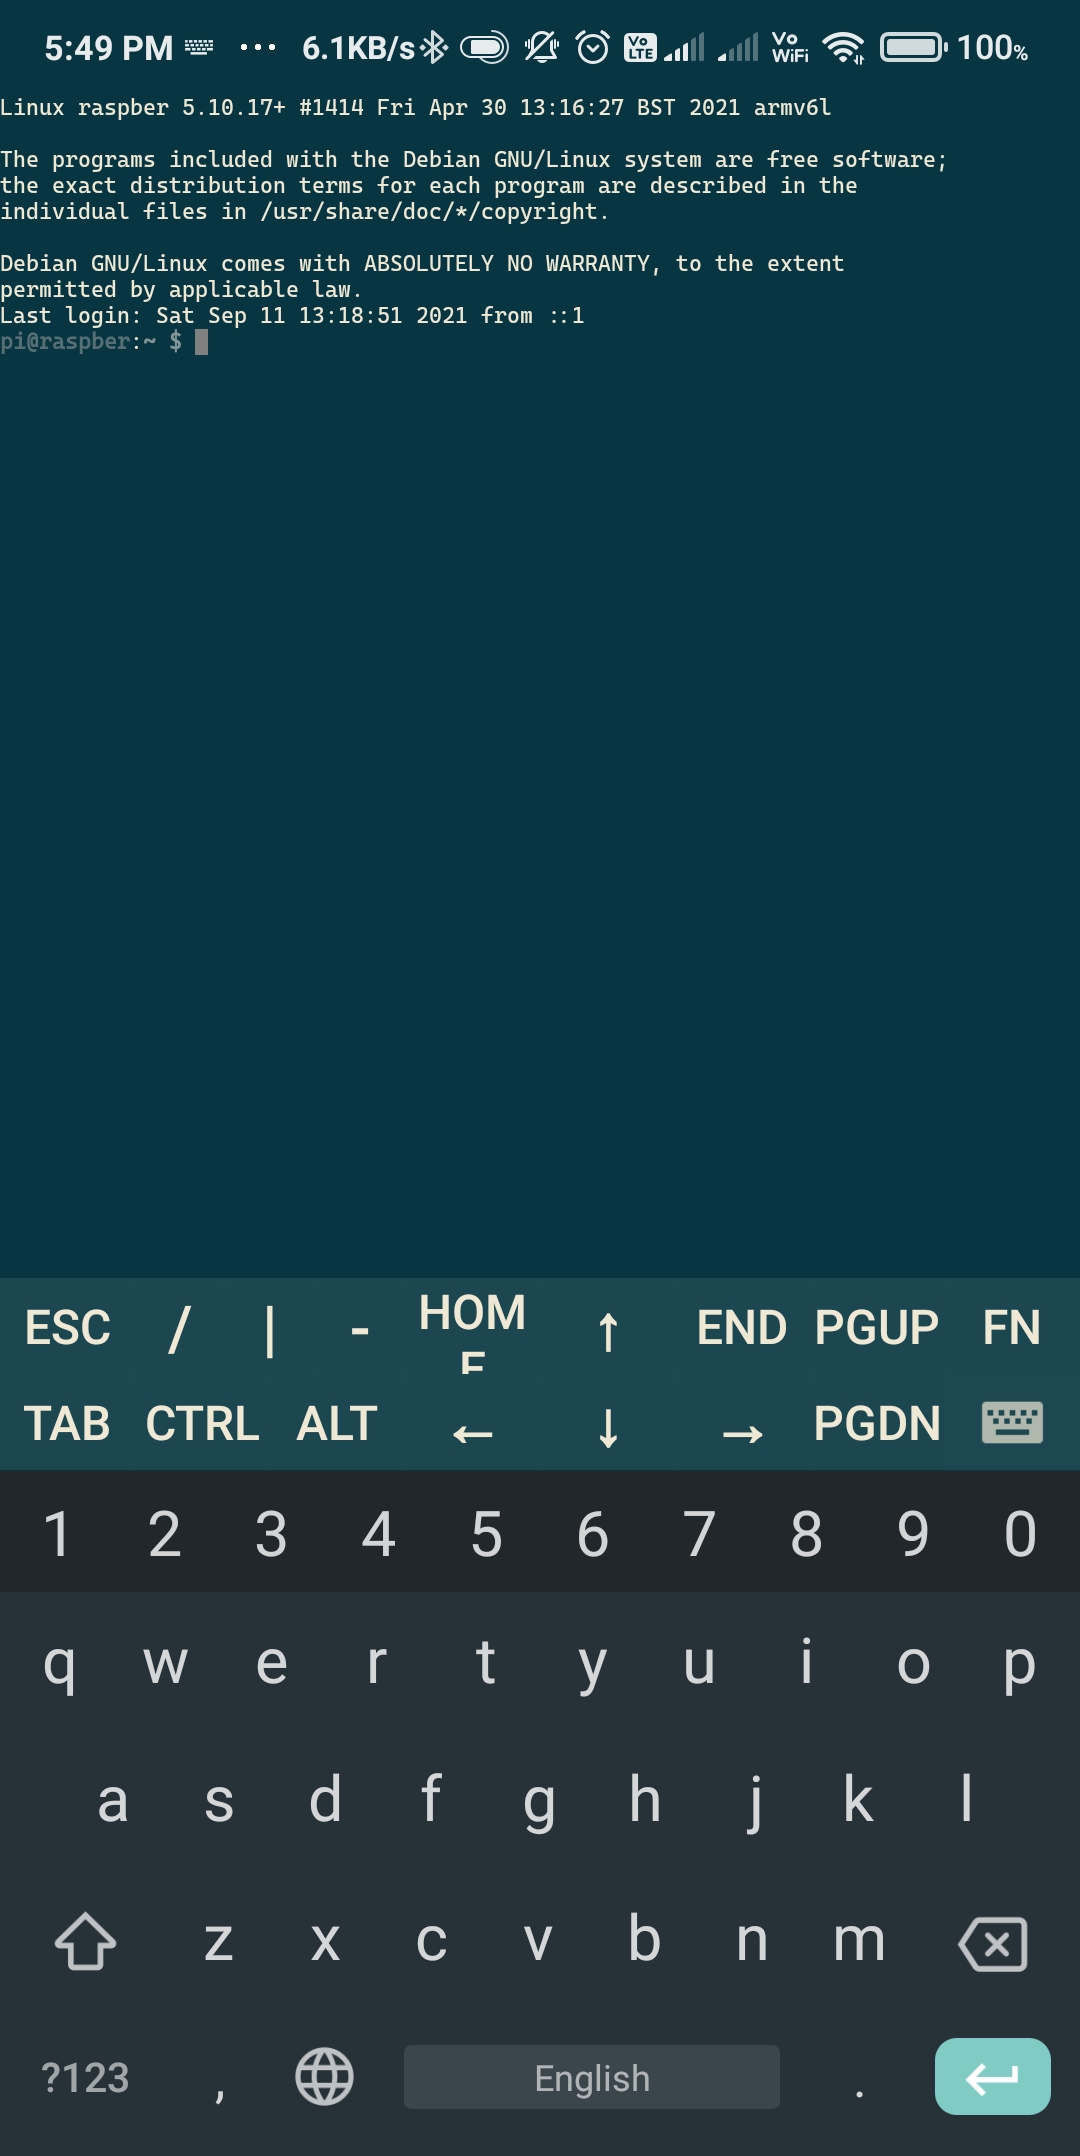 5:49 PM ... 6.1KB/s Vo LTE Vo WiFi 100%
Linux raspber 5.10.17+ #1414 Fri Apr 30 13:16:27 BST 2021 armv6l
The programs included with the Debian GNU/Linux system are free software;
the exact distribution terms for each program are described in the
individual files in /usr/share/doc/*/copyright.
Debian GNU/Linux comes with ABSOLUTELY NO WARRANTY, to the extent
permitted by applicable law.
Last login: Sat Sep 11 13:18:51 2021 from ::1
pi@raspber:~ $
ESC / | - HOME ↑ END PGUP FN
TAB CTRL ALT ← ↓ → PGDN
1 2 3 4 5 6 7 8 9 0
q w e r t y u i o p
a s d f g h j k l
z x c v b n m
?123 , English .